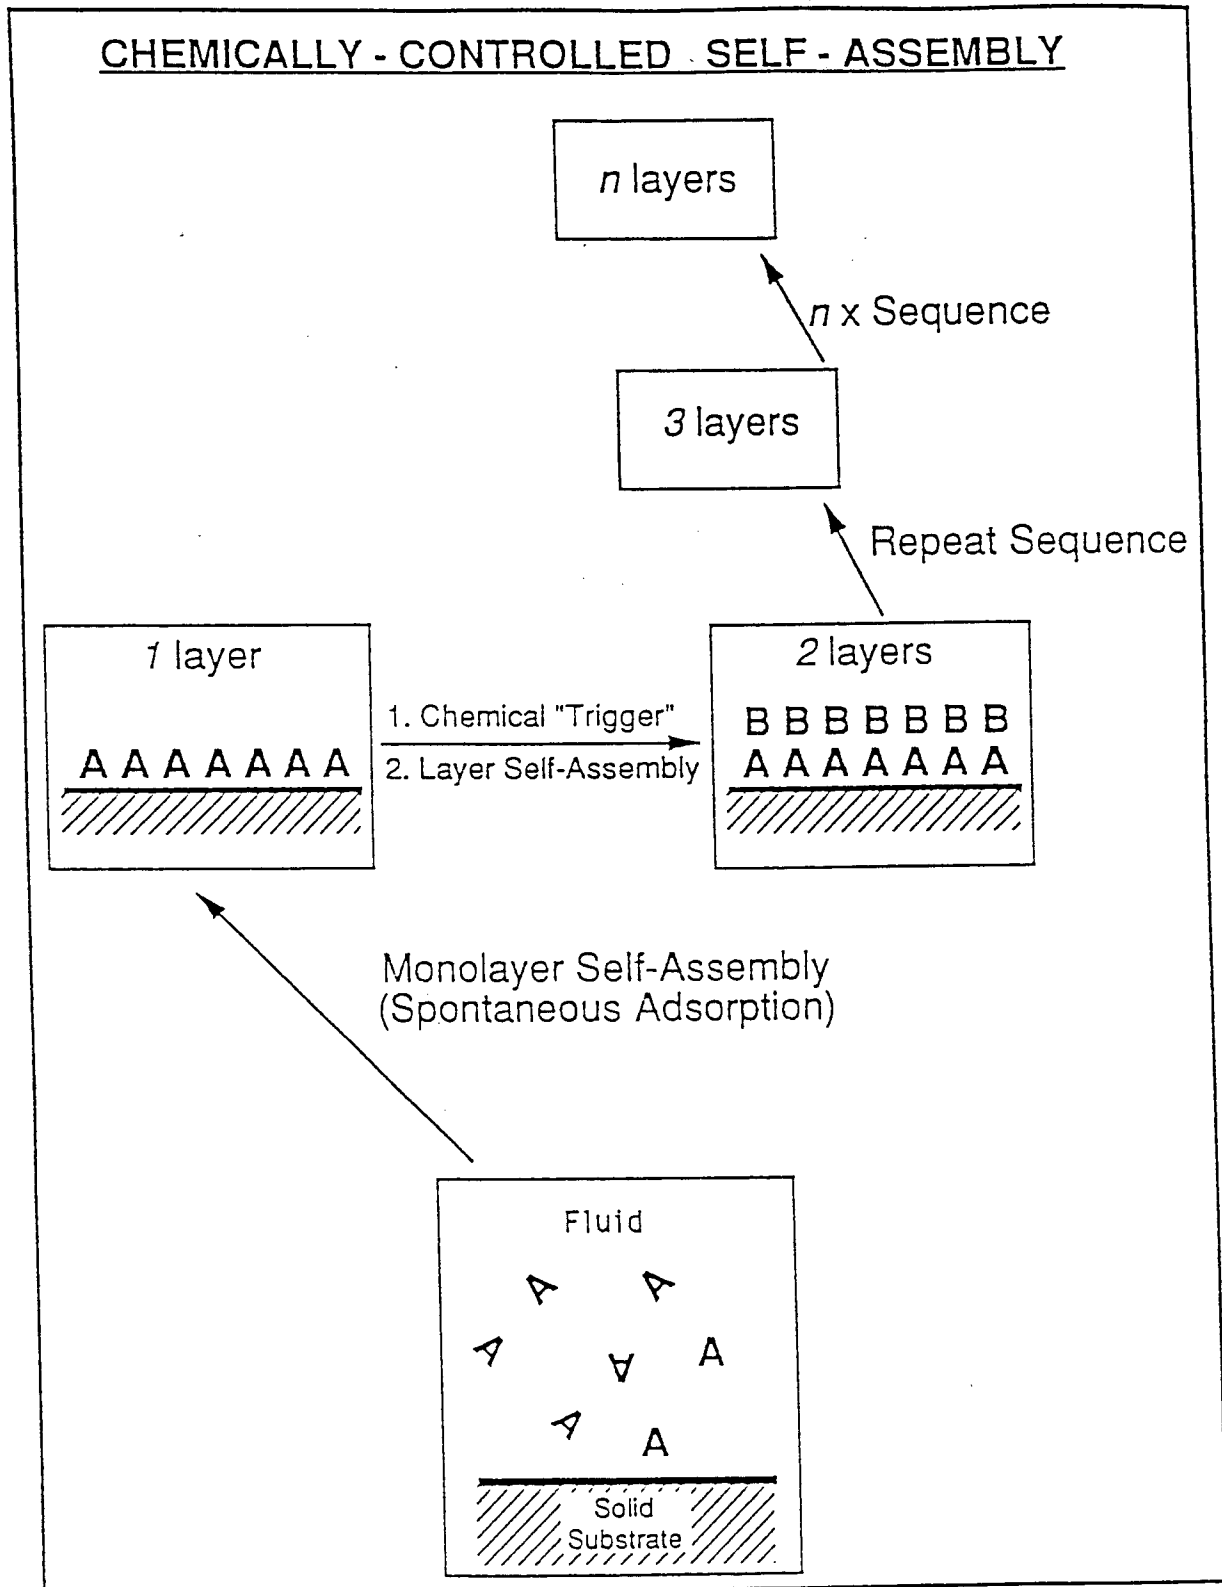 CHEMICALLY - CONTROLLED SELF - ASSEMBLY
n layers
n x Sequence
3 layers
Repeat Sequence
1 layer
A A A A A A A
1. Chemical "Trigger"
2. Layer Self-Assembly
2 layers
B B B B B B B
A A A A A A A
Monolayer Self-Assembly
(Spontaneous Adsorption)
Fluid
A A
A A A
A A
Solid
Substrate